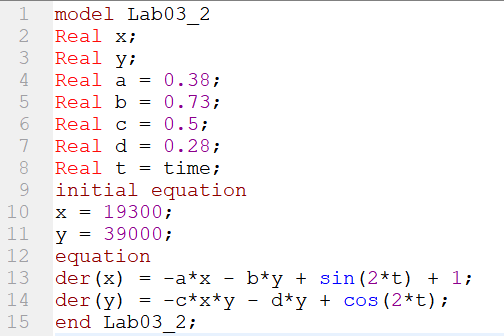 1 model Lab03_2
2 Real x;
3 Real y;
4 Real a = 0.38;
5 Real b = 0.73;
6 Real c = 0.5;
7 Real d = 0.28;
8 Real t = time;
9 initial equation
10 x = 19300;
11 y = 39000;
12 equation
13 der(x) = -a*x - b*y + sin(2*t) + 1;
14 der(y) = -c*x*y - d*y + cos(2*t);
15 end Lab03_2;